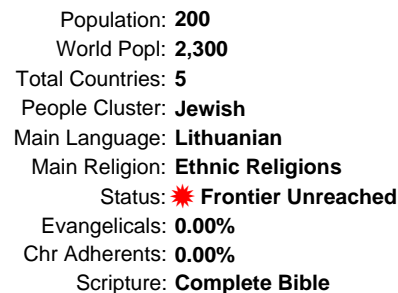 Population: 200
World Popl: 2,300
Total Countries: 5
People Cluster: Jewish
Main Language: Lithuanian
Main Religion: Ethnic Religions
Status: Frontier Unreached
Evangelicals: 0.00%
Chr Adherents: 0.00%
Scripture: Complete Bible